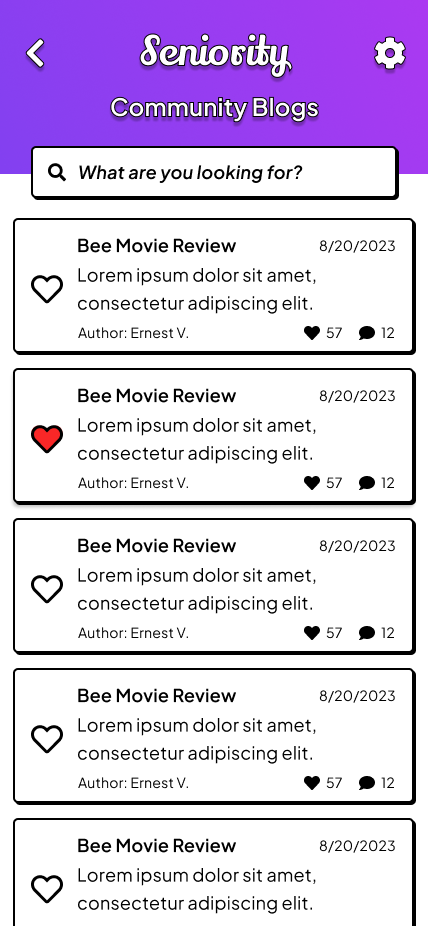 Seniority
Community Blogs
What are you looking for?
Bee Movie Review 8/20/2023
Lorem ipsum dolor sit amet,
consectetur adipiscing elit.
Author: Ernest V. 57 12
Bee Movie Review 8/20/2023
Lorem ipsum dolor sit amet,
consectetur adipiscing elit.
Author: Ernest V. 57 12
Bee Movie Review 8/20/2023
Lorem ipsum dolor sit amet,
consectetur adipiscing elit.
Author: Ernest V. 57 12
Bee Movie Review 8/20/2023
Lorem ipsum dolor sit amet,
consectetur adipiscing elit.
Author: Ernest V. 57 12
Bee Movie Review 8/20/2023
Lorem ipsum dolor sit amet,
consectetur adipiscing elit.